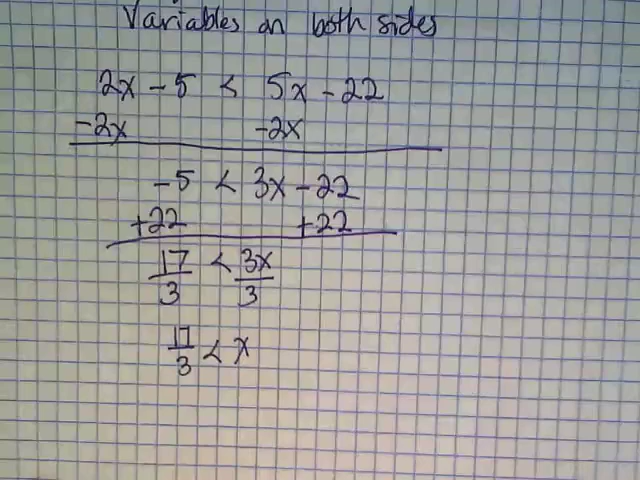 Variables on both sides
2x - 5 < 5x - 22
-2x -2x
-5 < 3x - 22
+22 +22
17/3 < 3x/3
17/3 < x